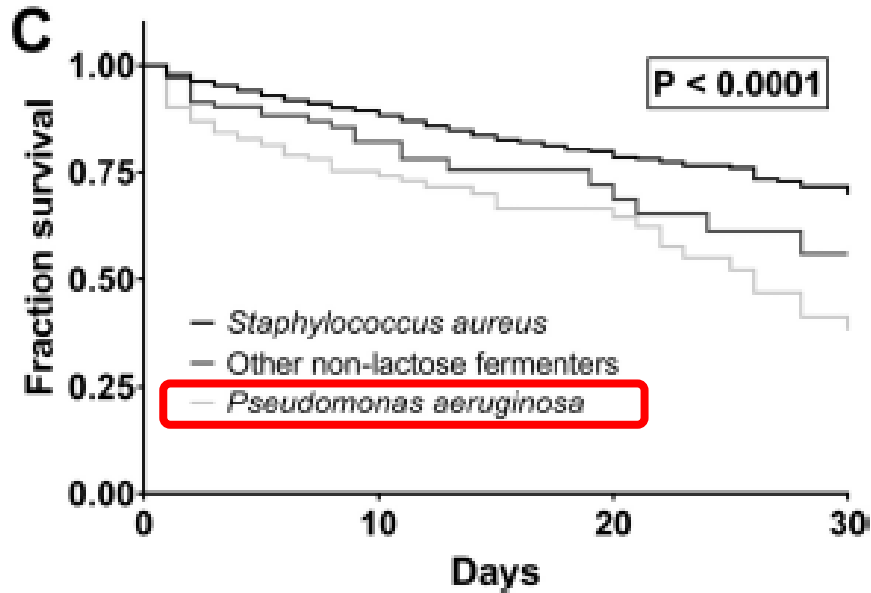 C
1.00
P < 0.0001
0.75
0.50
0.25
0.00
Fraction survival
Staphylococcus aureus
Other non-lactose fermenters
Pseudomonas aeruginosa
0
10
20
30
Days